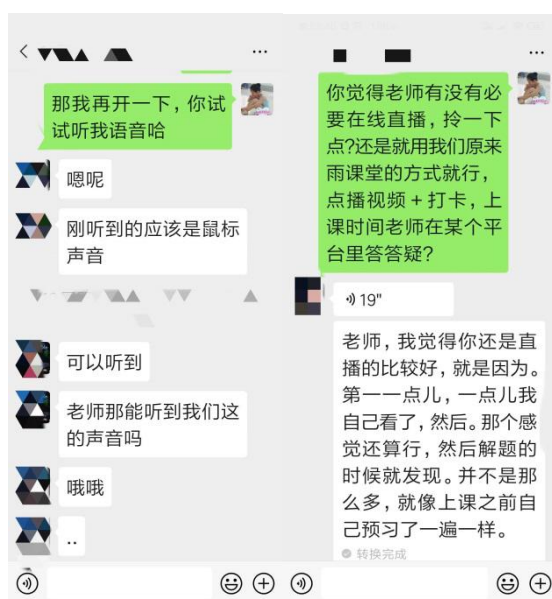 那我再开一下，你试
试听我语音哈
嗯呢
刚听到的应该是鼠标
声音
可以听到
老师那能听到我们这
的声音吗
哦哦
..
你觉得老师有没有必
要在线直播，拎一下
点?还是就用我们原来
雨课堂的方式就行，
点播视频+打卡，上
课时间老师在某个平
台里答答疑?
19"
老师，我觉得你还是直
播的比较好，就是因为。
第一一点儿，一点儿我
自己看了，然后。那个感
觉还算行，然后解题的
时候就发现。并不是那
么多，就像上课之前自
己预习了一遍一样。
转换完成